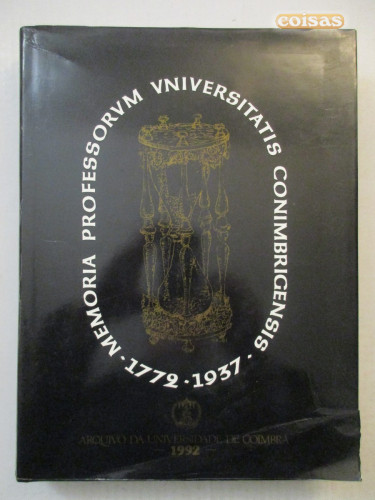 coisas
MEMORIA PROFESSORVM VNIVERSITATIS CONIMBRIGENSIS
· 1772 · 1937 ·
ARQUIVO DA UNIVERSIDADE DE COIMBRA
1992